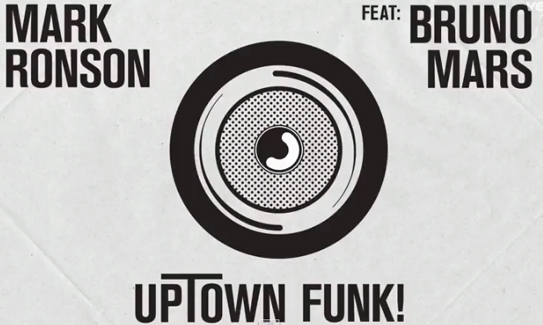 MARK
RONSON
FEAT: BRUNO
MARS
UPTOWN FUNK!